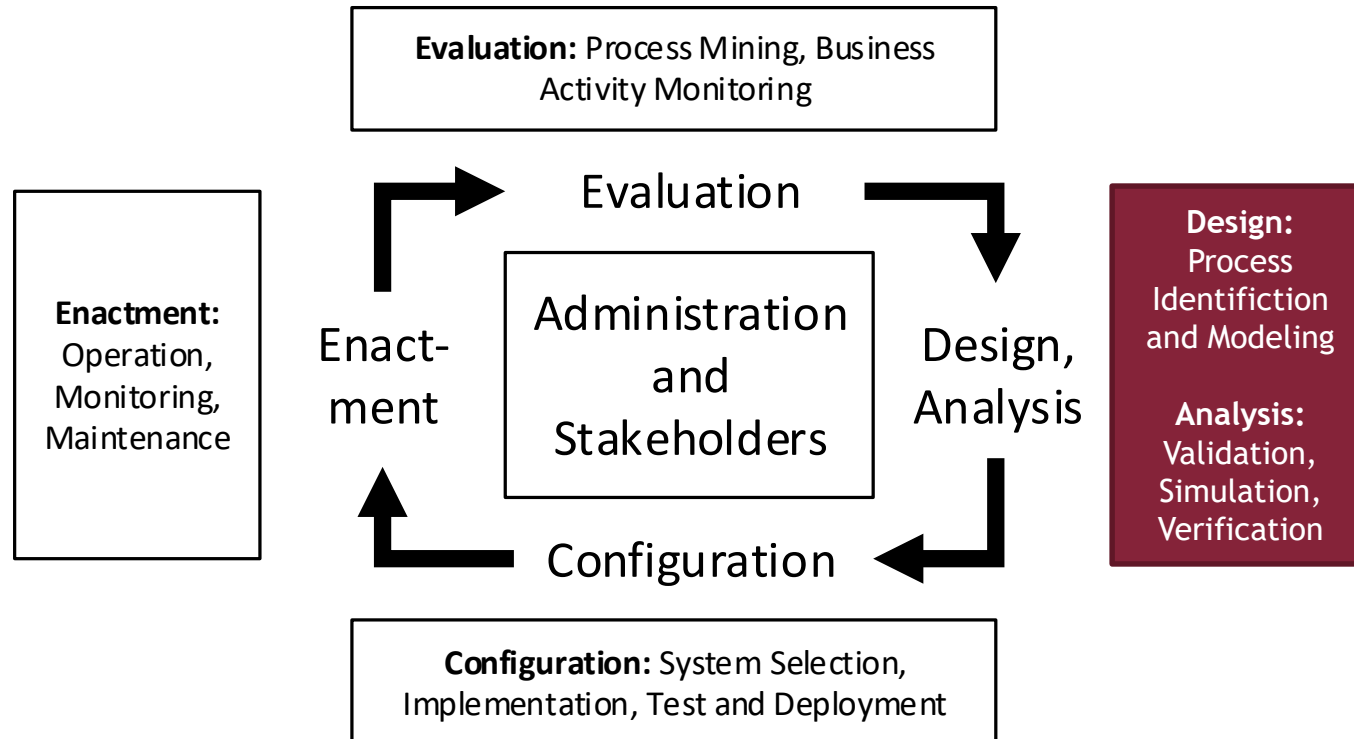 Evaluation: Process Mining, Business
Activity Monitoring
Evaluation
Enactment:
Operation,
Monitoring,
Maintenance
Enact-
ment
Administration
and
Stakeholders
Design,
Analysis
Design:
Process
Identifiction
and Modeling
Analysis:
Validation,
Simulation,
Verification
Configuration
Configuration: System Selection,
Implementation, Test and Deployment